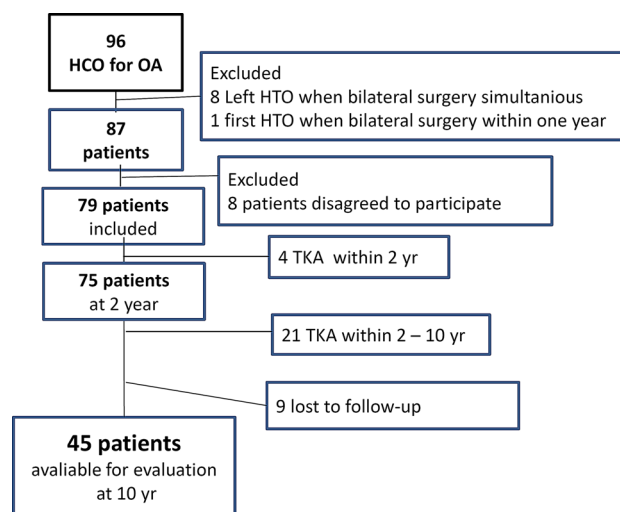 96
HCO for OA
Excluded
8 Left HTO when bilateral surgery simultanious
1 first HTO when bilateral surgery within one year
87
patients
Excluded
8 patients disagreed to participate
79 patients
included
4 TKA within 2 yr
75 patients
at 2 year
21 TKA within 2 – 10 yr
9 lost to follow-up
45 patients
avaliable for evaluation
at 10 yr